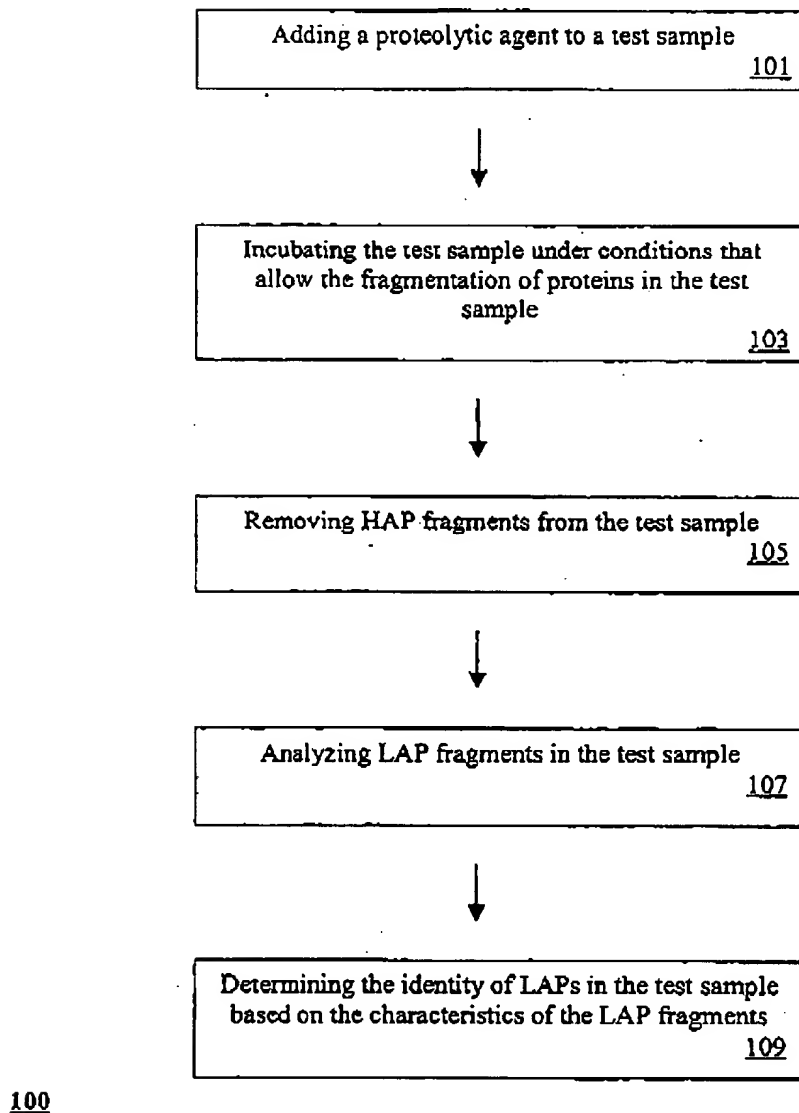 Adding a proteolytic agent to a test sample
101
Incubating the test sample under conditions that
allow the fragmentation of proteins in the test
sample
103
Removing HAP fragments from the test sample
105
Analyzing LAP fragments in the test sample
107
Determining the identity of LAPs in the test sample
based on the characteristics of the LAP fragments
109
100